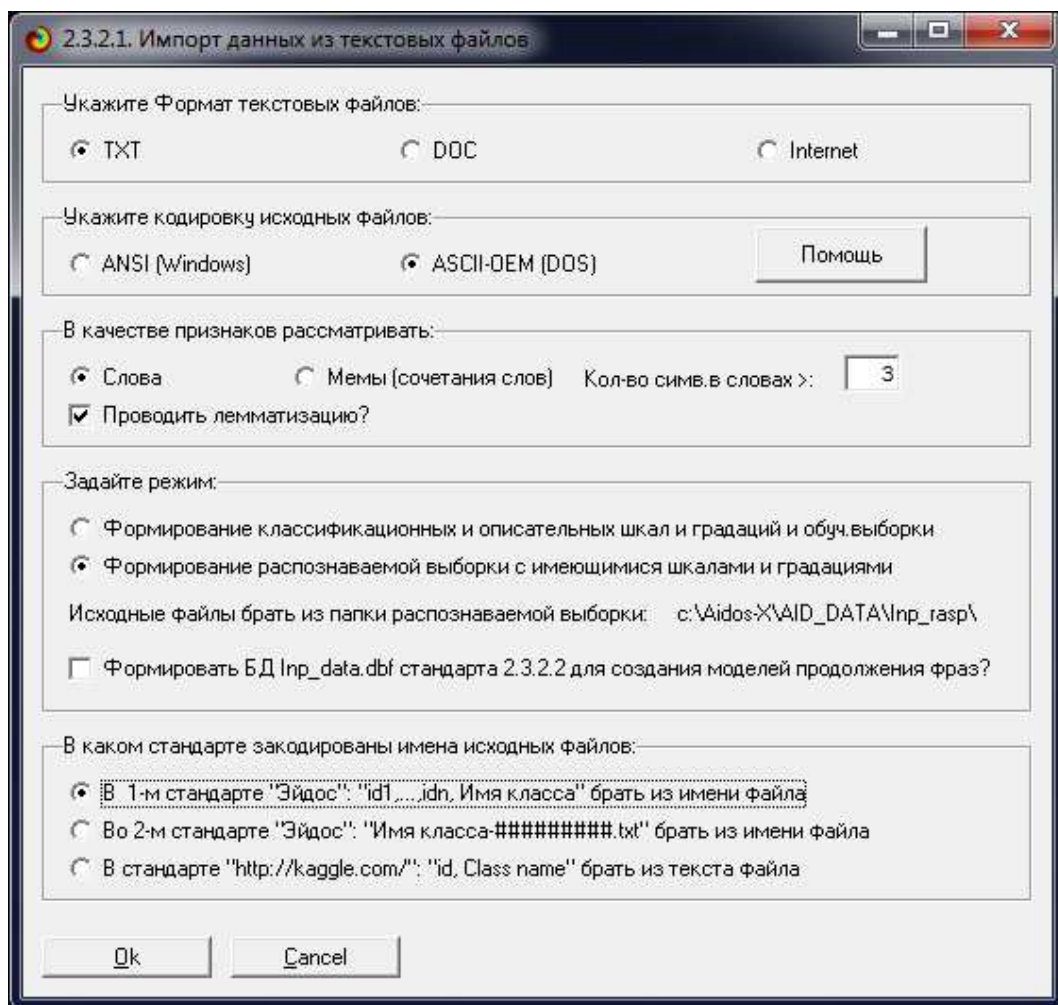 2.3.2.1. Импорт данных из текстовых файлов
Укажите Формат текстовых файлов:
TXT DOC Internet
Укажите кодировку исходных файлов:
ANSI (Windows) ASCII-OEM (DOS) Помощь
В качестве признаков рассматривать:
Слова Мемы (сочетания слов) Кол-во симв.в словах >: 3
Проводить лемматизацию?
Задайте режим:
Формирование классификационных и описательных шкал и градаций и обуч.выборки
Формирование распознаваемой выборки с имеющимися шкалами и градациями
Исходные файлы брать из папки распознаваемой выборки: c:\Aidos-X\AID_DATA\Inp_rasp\
Формировать БД Inp_data.dbf стандарта 2.3.2.2 для создания моделей продолжения фраз?
В каком стандарте закодированы имена исходных файлов:
В 1-м стандарте "Эйдос": "id1,...,idn, Имя класса" брать из имени файла
Во 2-м стандарте "Эйдос": "Имя класса-#########.txt" брать из имени файла
В стандарте "http://kaggle.com/": "id, Class name" брать из текста файла
Ok Cancel